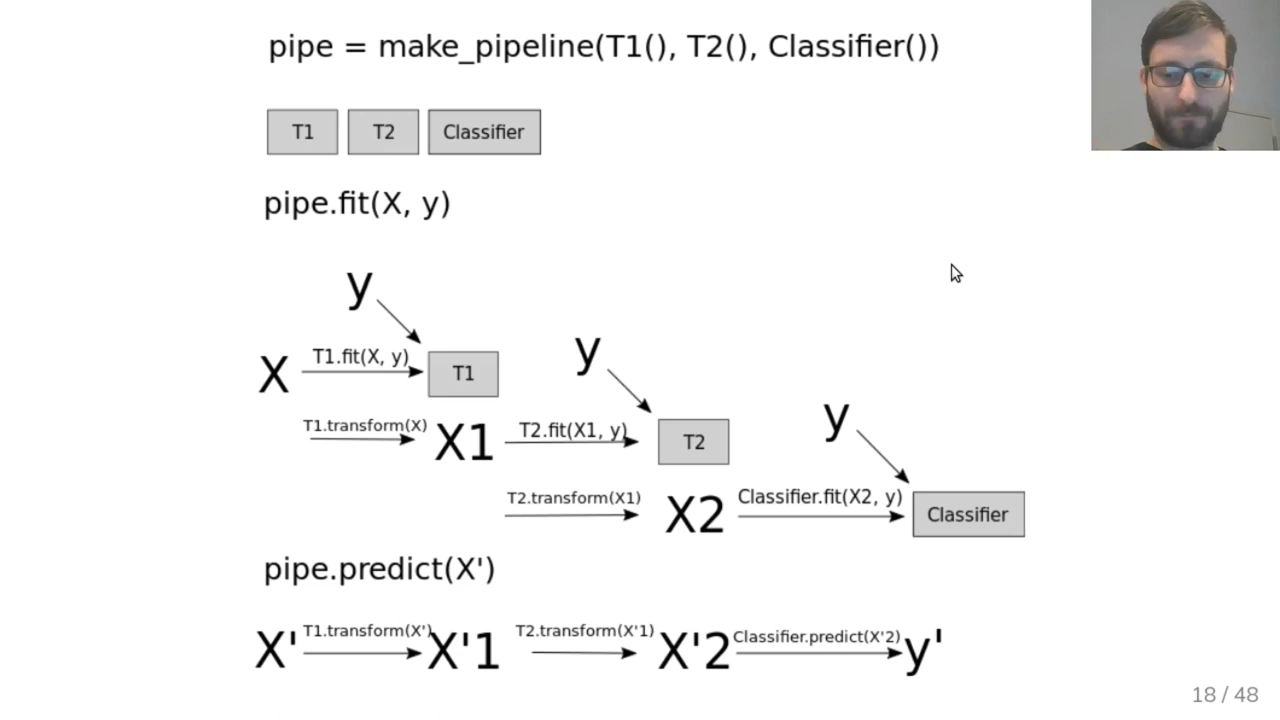 pipe = make_pipeline(T1(), T2(), Classifier())
T1 T2 Classifier
pipe.fit(X, y)
y
X T1.fit(X, y) T1
y
T1.transform(X) X1 T2.fit(X1, y) T2
y
T2.transform(X1) X2 Classifier.fit(X2, y) Classifier
pipe.predict(X')
X' T1.transform(X') X'1 T2.transform(X'1) X'2 Classifier.predict(X'2) y'
18 / 48